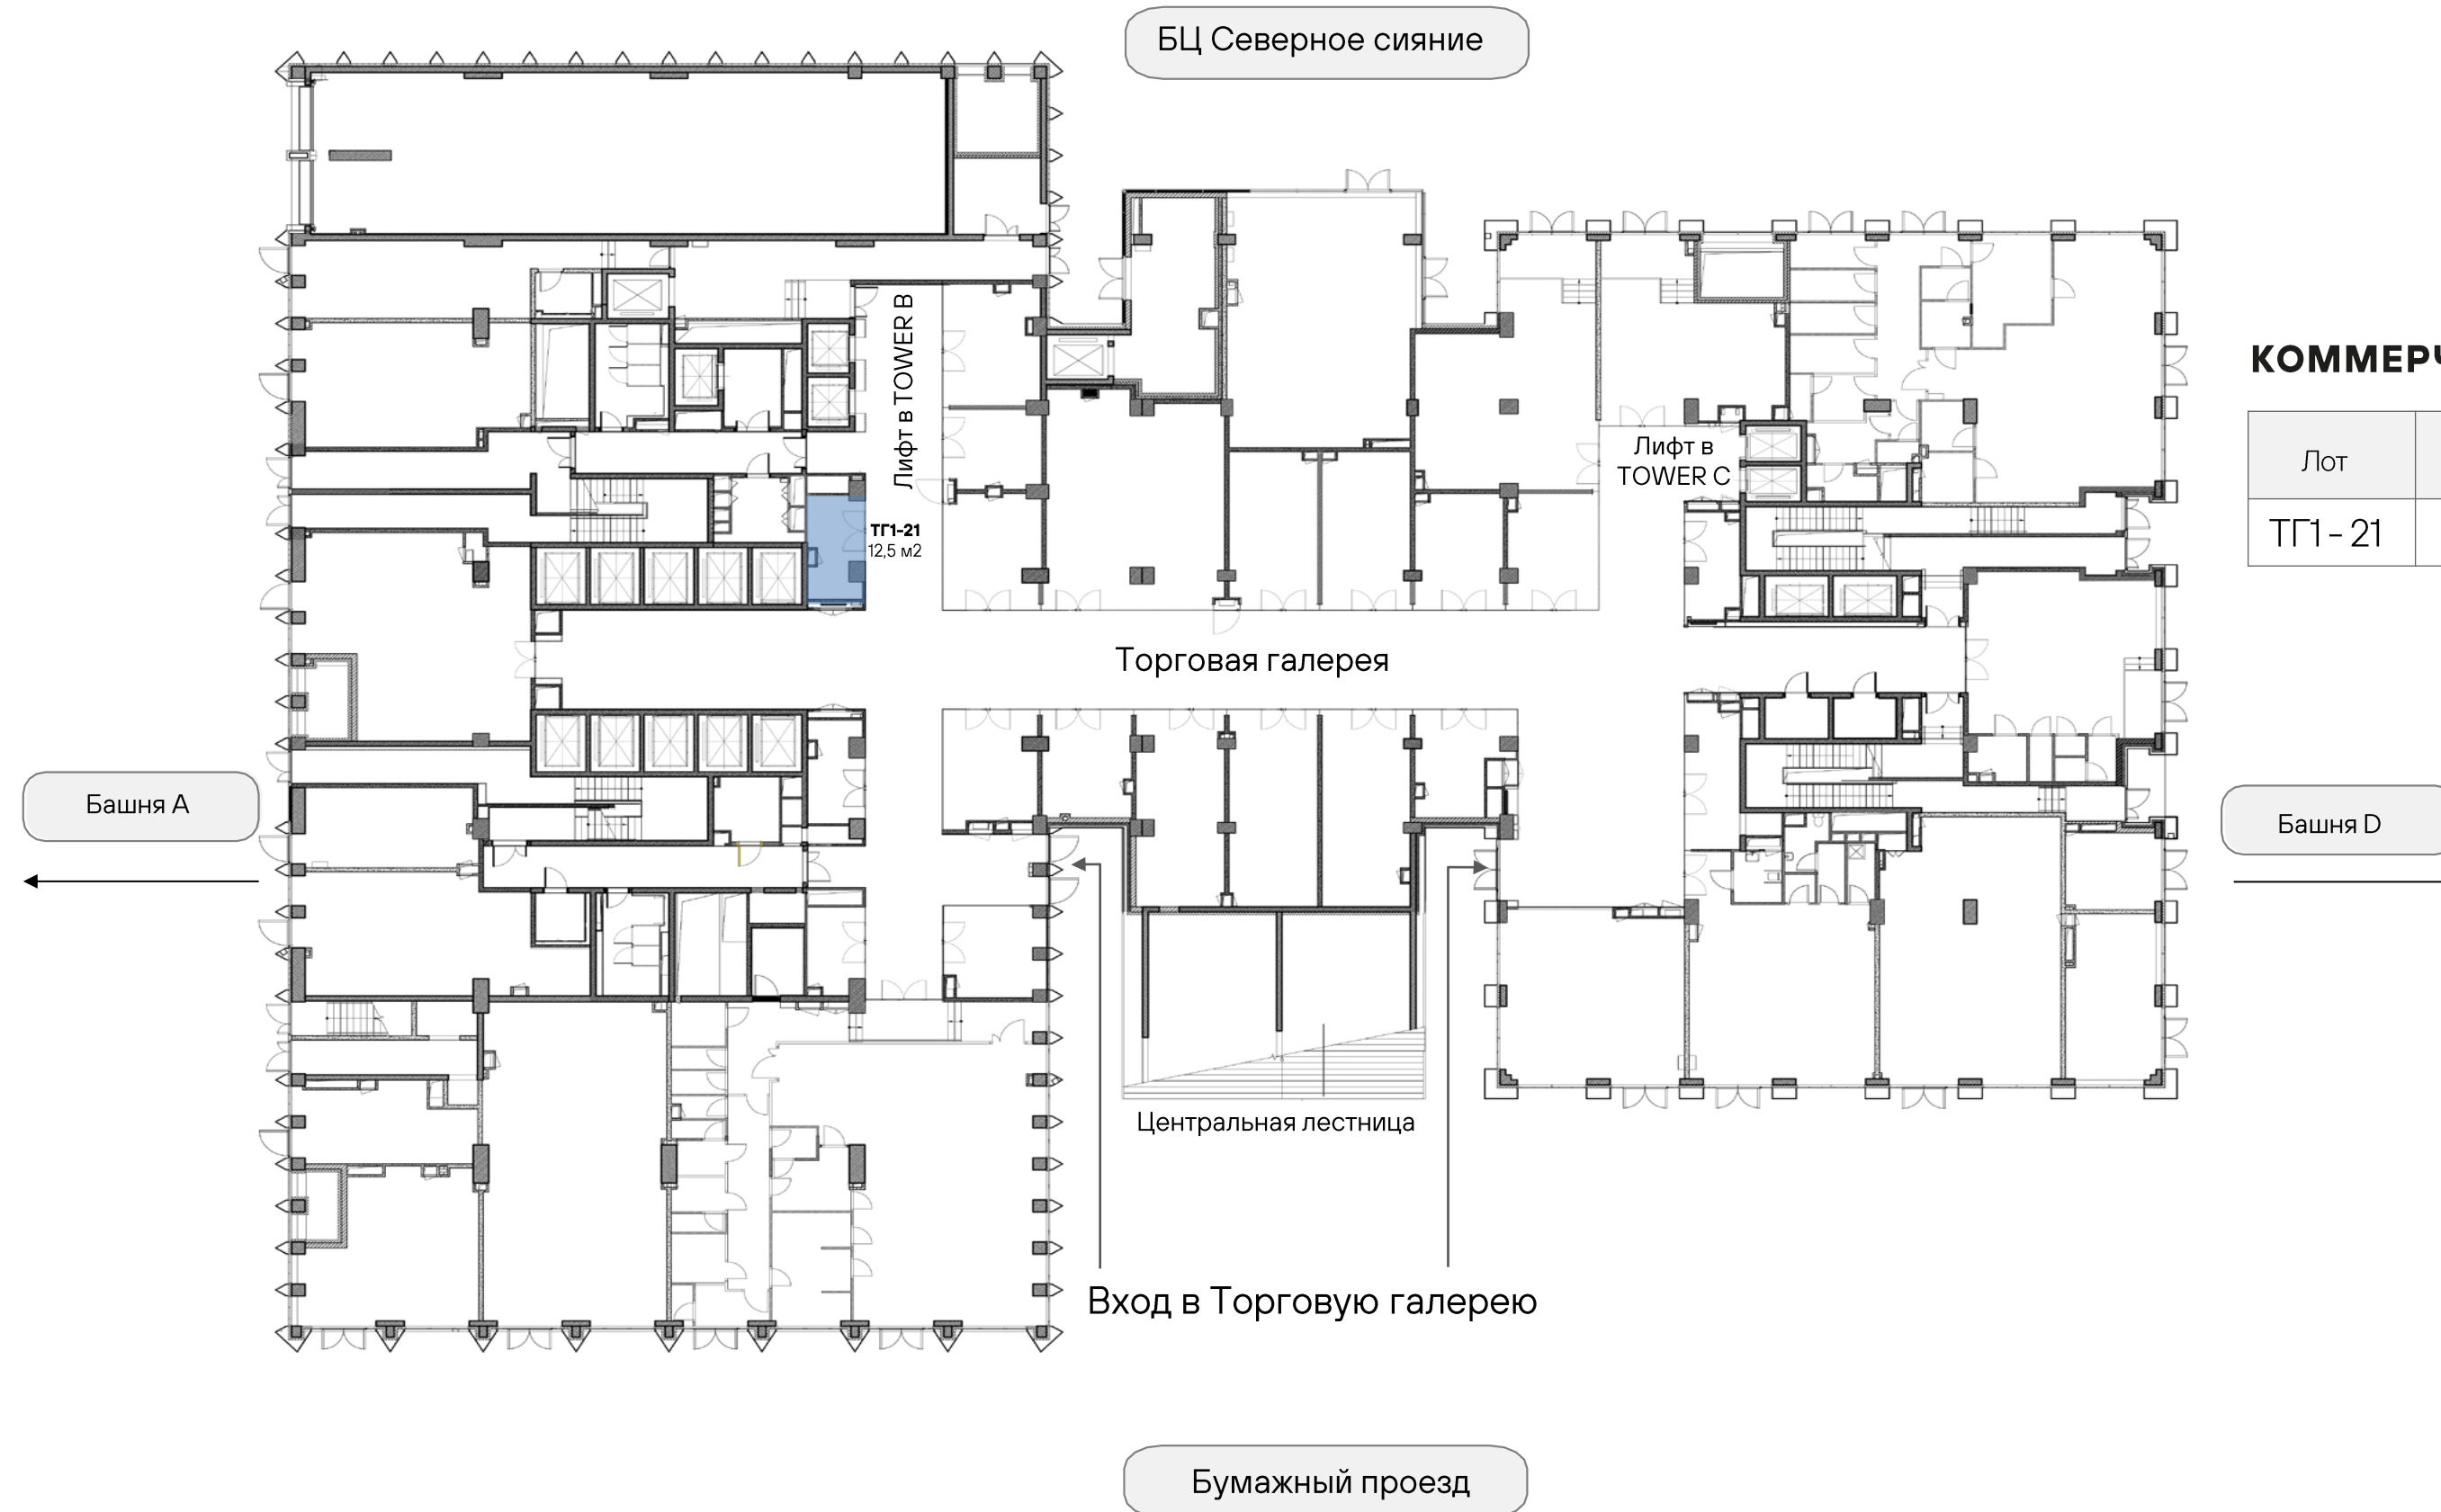 БЦ Северное сияние
Лифт в TOWER B
КОММЕРЧ
Лифт в
TOWER C
Лот
ТГ1-21
12,5 м2
ТГ1 - 21
Торговая галерея
Башня А
Башня D
Центральная лестница
Вход в Торговую галерею
Бумажный проезд